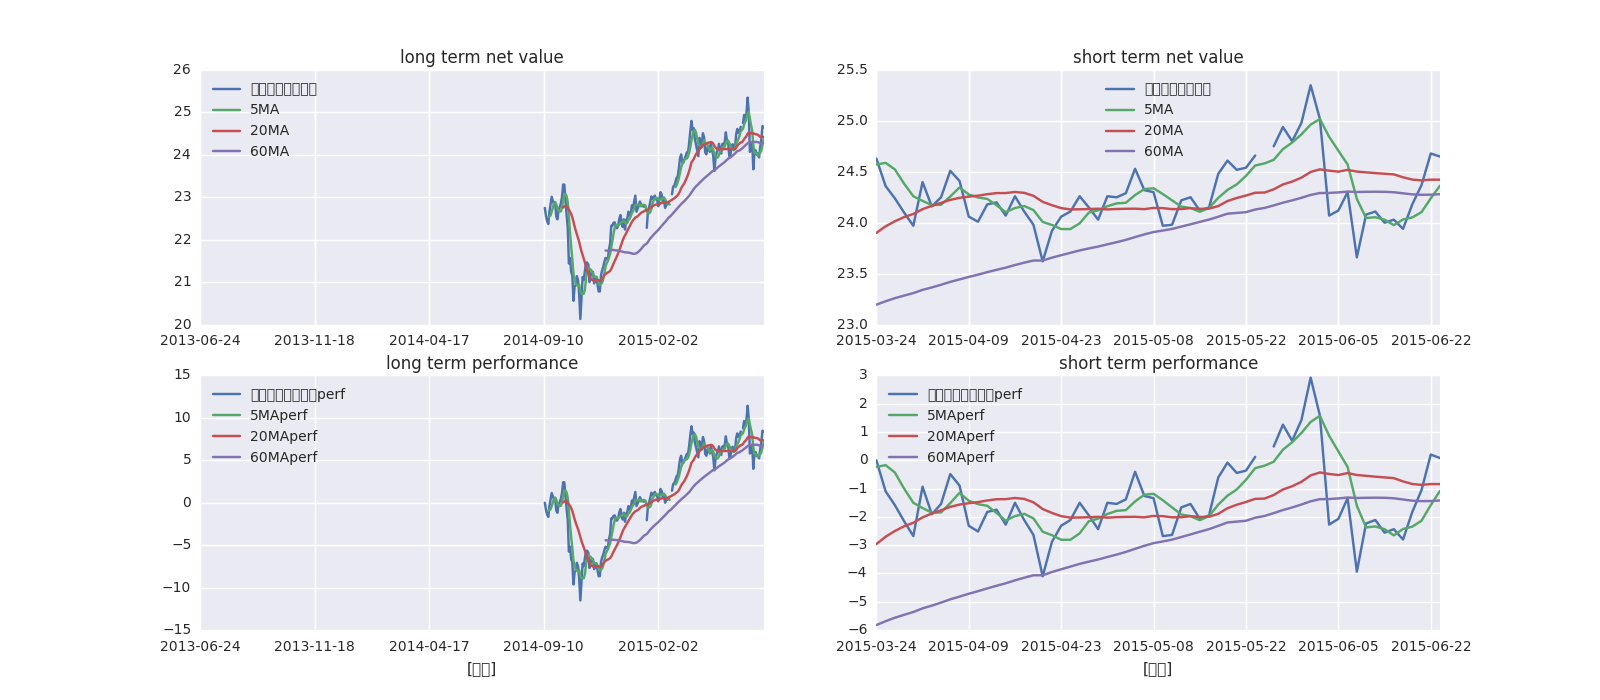 long term net value
26
25
24
23
22
21
20
5MA
20MA
60MA
2013-06-24 2013-11-18 2014-04-17 2014-09-10 2015-02-02
short term net value
25.5
25.0
24.5
24.0
23.5
23.0
5MA
20MA
60MA
2015-03-24 2015-04-09 2015-04-23 2015-05-08 2015-05-22 2015-06-05 2015-06-22
long term performance
15
10
5
0
−5
−10
−15
perf
5MAperf
20MAperf
60MAperf
2013-06-24 2013-11-18 2014-04-17 2014-09-10 2015-02-02
short term performance
3
2
1
0
−1
−2
−3
−4
−5
−6
perf
5MAperf
20MAperf
60MAperf
2015-03-24 2015-04-09 2015-04-23 2015-05-08 2015-05-22 2015-06-05 2015-06-22